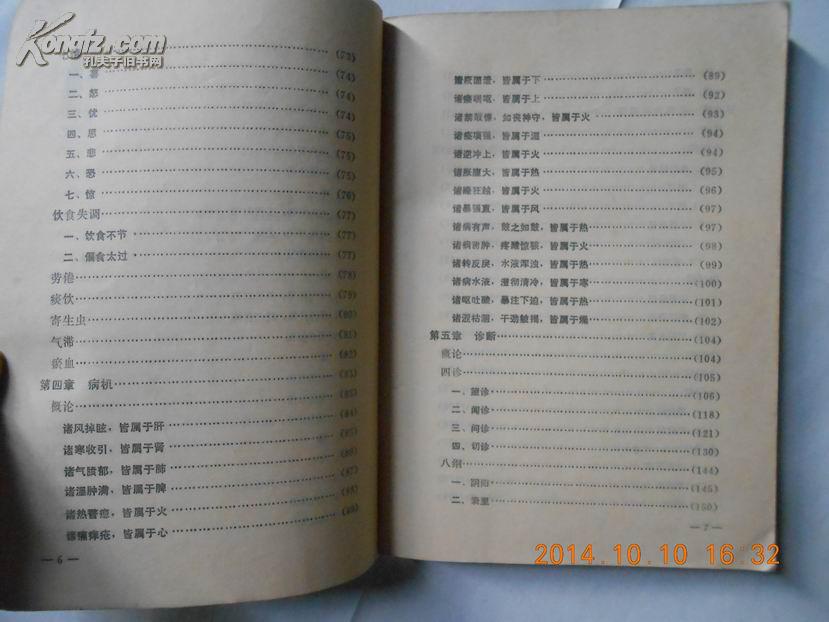 Kongfz.com
孔夫子旧书网
(73)
一、喜 (74)
二、怒 (74)
三、忧 (74)
四、思 (75)
五、悲 (75)
六、恐 (75)
七、惊 (76)
饮食失调 (77)
一、饮食不节 (77)
二、偏食太过 (77)
劳倦 (78)
痰饮 (79)
寄生虫 (80)
气滞 (81)
瘀血 (82)
第四章 病机 (83)
概论 (83)
诸风掉眩，皆属于肝 (84)
诸寒收引，皆属于肾
诸气膹郁，皆属于肺
诸湿肿满，皆属于脾 (87)
诸热瞀瘛，皆属于火 (88)
诸痛痒疮，皆属于心
— 6 —
诸厥固泄，皆属于下 (89)
诸痿喘呕，皆属于上 (92)
诸禁鼓慄，如丧神守，皆属于火 (93)
诸痉项强，皆属于湿 (94)
诸逆冲上，皆属于火 (94)
诸胀腹大，皆属于热 (95)
诸躁狂越，皆属于火 (96)
诸暴强直，皆属于风 (97)
诸病有声，鼓之如鼓，皆属于热 (97)
诸病胕肿，疼酸惊骇，皆属于火 (98)
诸转反戾，水液浑浊，皆属于热 (99)
诸病水液，澄彻清冷，皆属于寒 (100)
诸呕吐酸，暴注下迫，皆属于热 (101)
诸涩枯涸，干劲皴揭，皆属于燥 (102)
第五章 诊断 (104)
概论 (104)
四诊 (105)
一、望诊 (106)
二、闻诊 (118)
三、问诊 (121)
四、切诊 (130)
八纲 (144)
一、阴阳 (145)
二、表里 (150)
— 7 —
2014.10.10 16:32